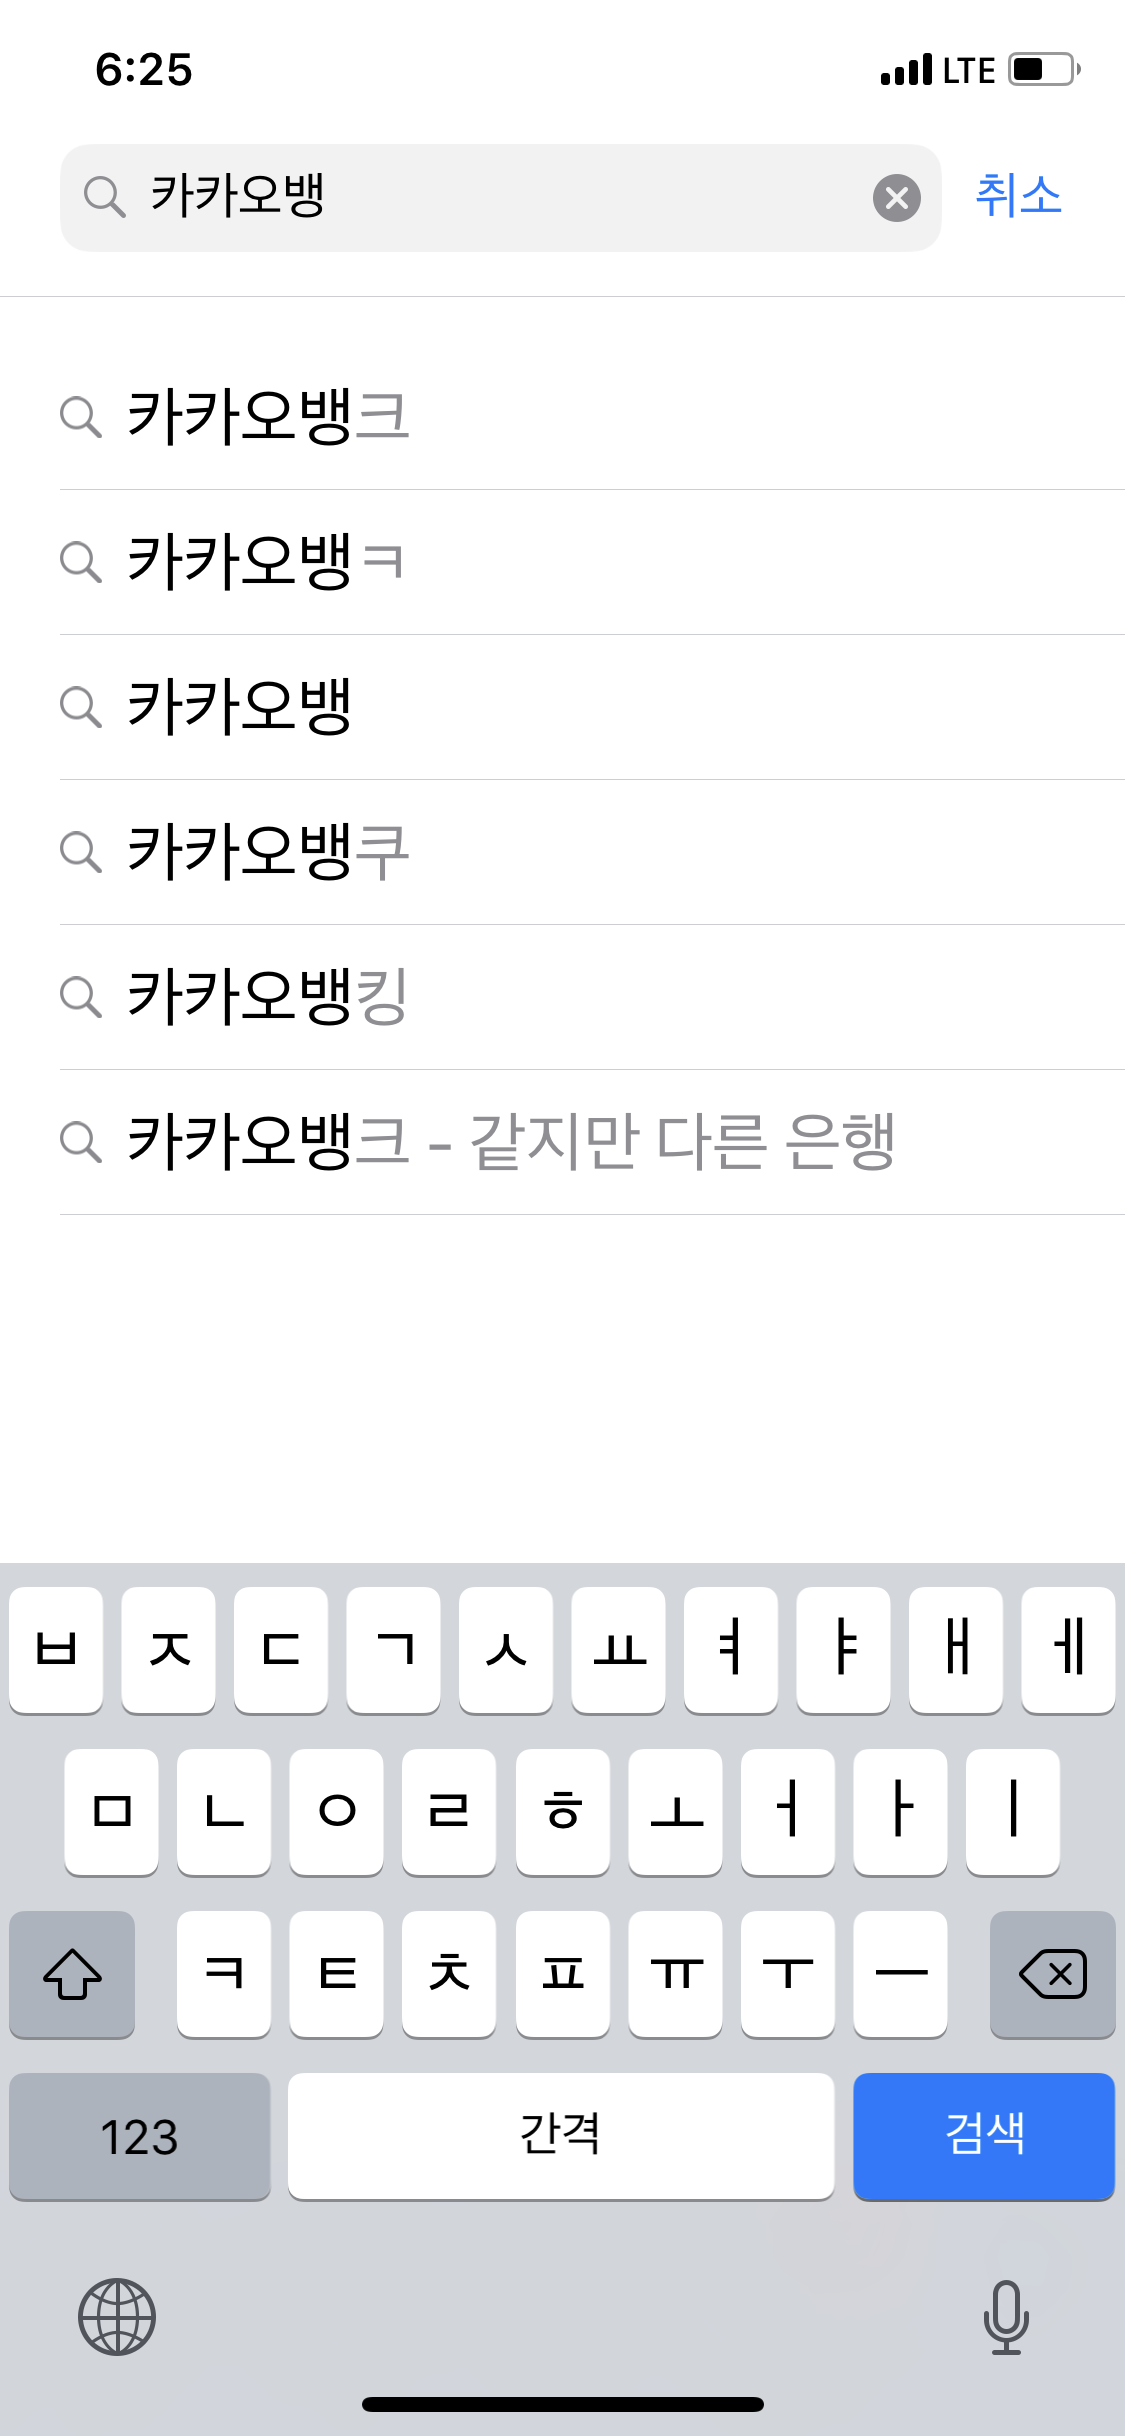 6:25 LTE
카카오뱅 취소
카카오뱅크
카카오뱅ㅋ
카카오뱅
카카오뱅쿠
카카오뱅킹
카카오뱅크 - 같지만 다른 은행
ㅂ ㅈ ㄷ ㄱ ㅅ ㅛ ㅕ ㅑ ㅐ ㅔ
ㅁ ㄴ ㅇ ㄹ ㅎ ㅗ ㅓ ㅏ ㅣ
ㅋ ㅌ ㅊ ㅍ ㅠ ㅜ ㅡ
123 간격 검색